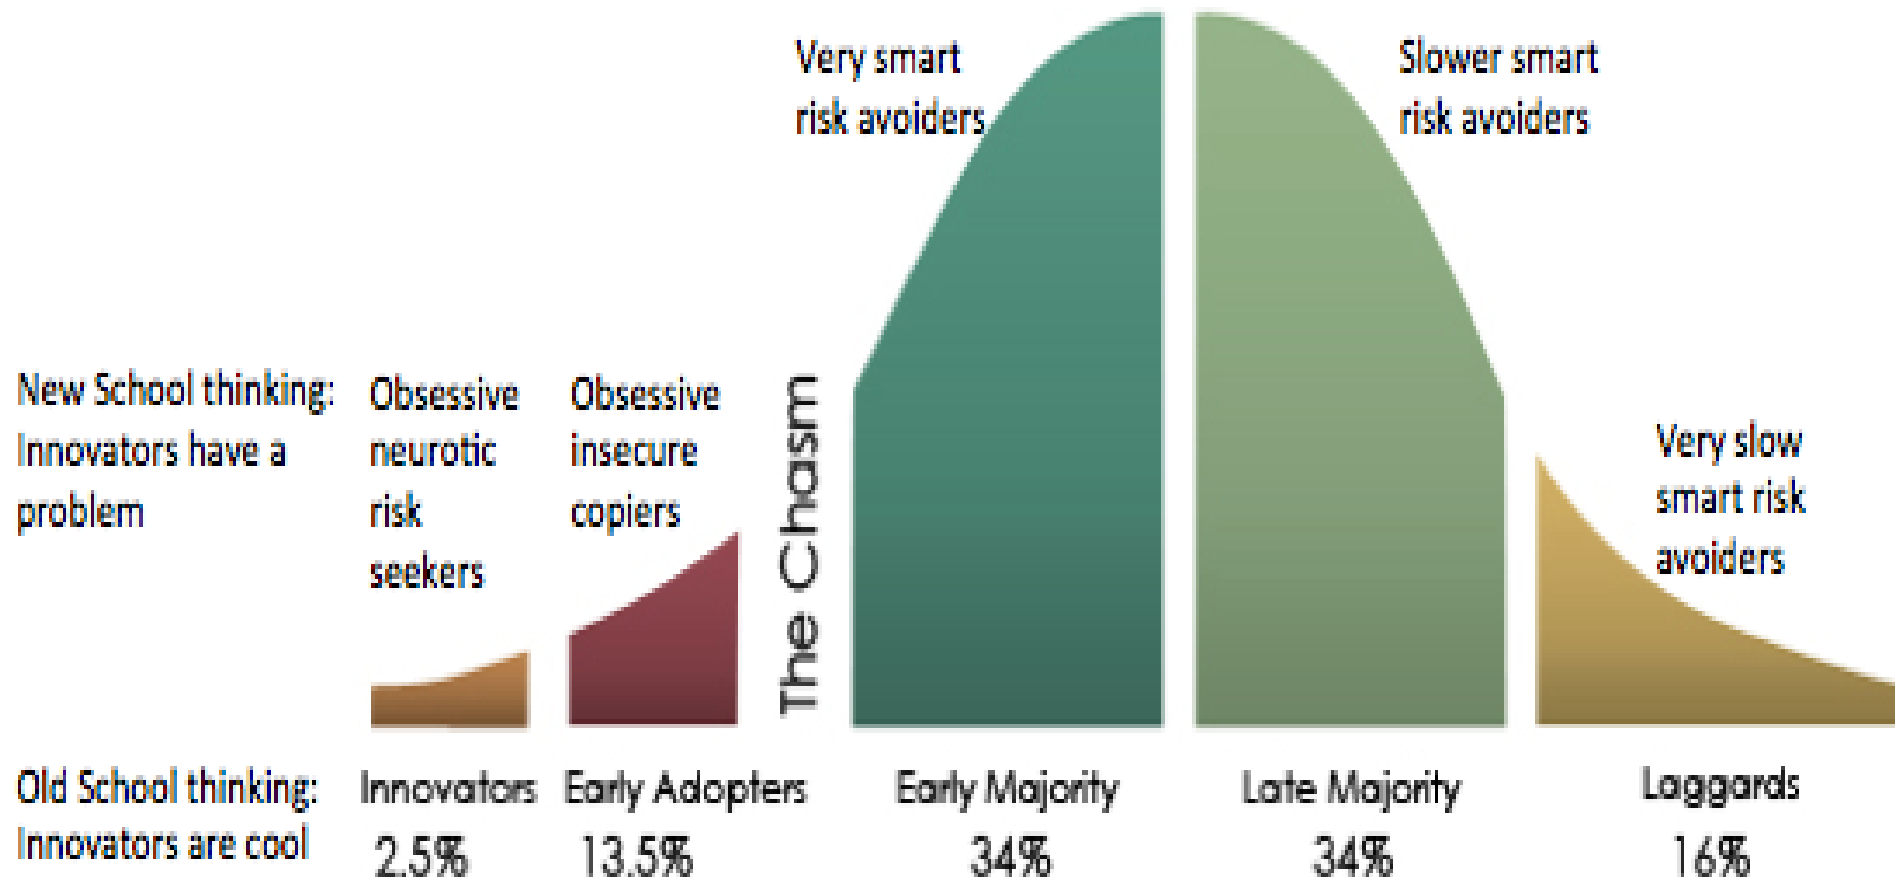 Very smart
risk avoiders
Slower smart
risk avoiders
New School thinking:
Innovators have a
problem
Obsessive
neurotic
risk
seekers
Obsessive
insecure
copiers
The Chasm
Very slow
smart risk
avoiders
Old School thinking:
Innovators are cool
Innovators
2.5%
Early Adopters
13.5%
Early Majority
34%
Late Majority
34%
Laggards
16%